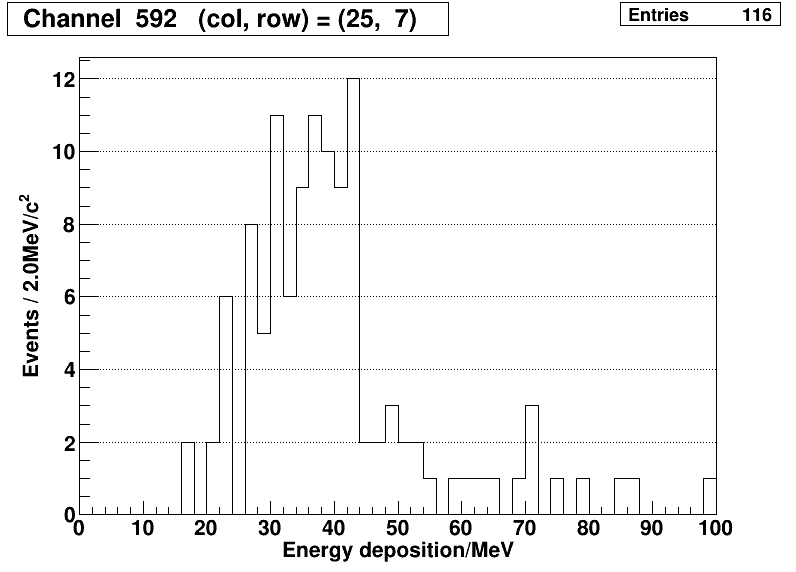 Channel 592 (col, row) = (25, 7)
Entries 116
12
10
8
6
4
2
0
Events / 2.0MeV/c²
0 10 20 30 40 50 60 70 80 90 100
Energy deposition/MeV